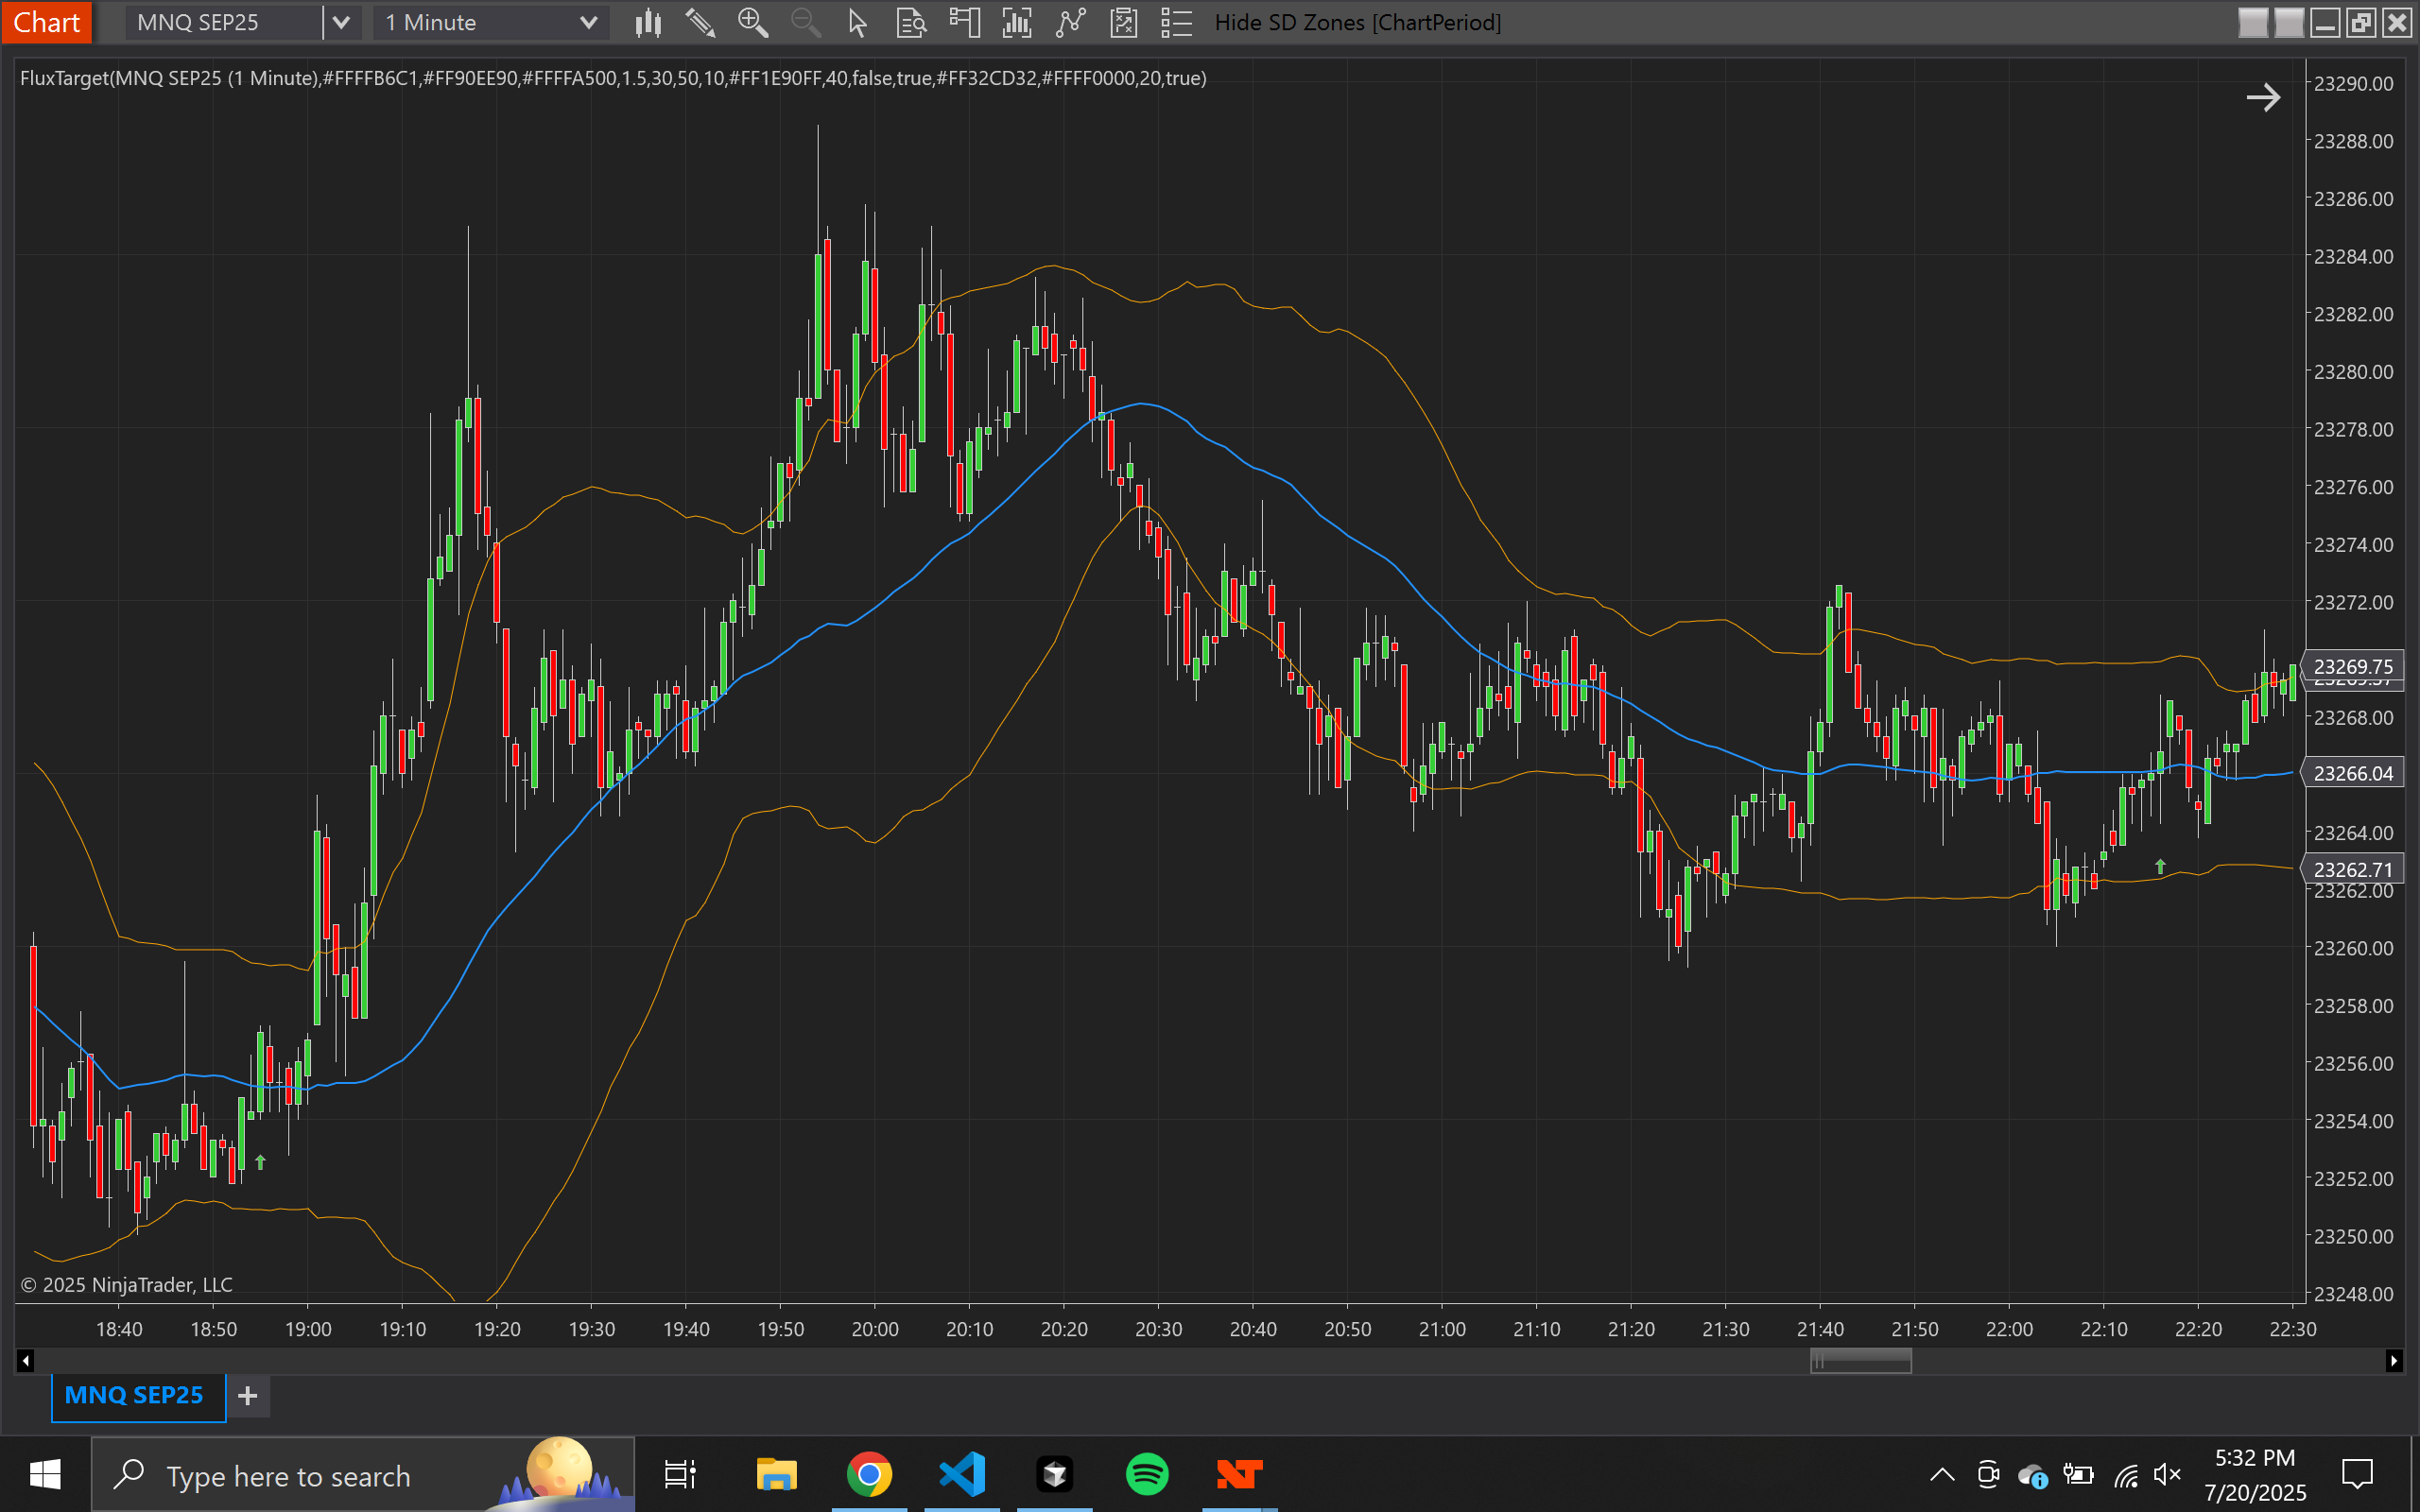 Chart
MNQ SEP25
1 Minute
Hide SD Zones [ChartPeriod]
FluxTarget(MNQ SEP25 (1 Minute),#FFFFB6C1,#FF90EE90,#FFFFA500,1.5,30,50,10,#FF1E90FF,40,false,true,#FF32CD32,#FFFF0000,20,true)
23290.00
23288.00
23286.00
23284.00
23282.00
23280.00
23278.00
23276.00
23274.00
23272.00
23269.75
23268.00
23266.04
23264.00
23262.71
23262.00
23260.00
23258.00
23256.00
23254.00
23252.00
23250.00
23248.00
© 2025 NinjaTrader, LLC
18:40 18:50 19:00 19:10 19:20 19:30 19:40 19:50 20:00 20:10 20:20 20:30 20:40 20:50 21:00 21:10 21:20 21:30 21:40 21:50 22:00 22:10 22:20 22:30
MNQ SEP25
Type here to search
5:32 PM
7/20/2025